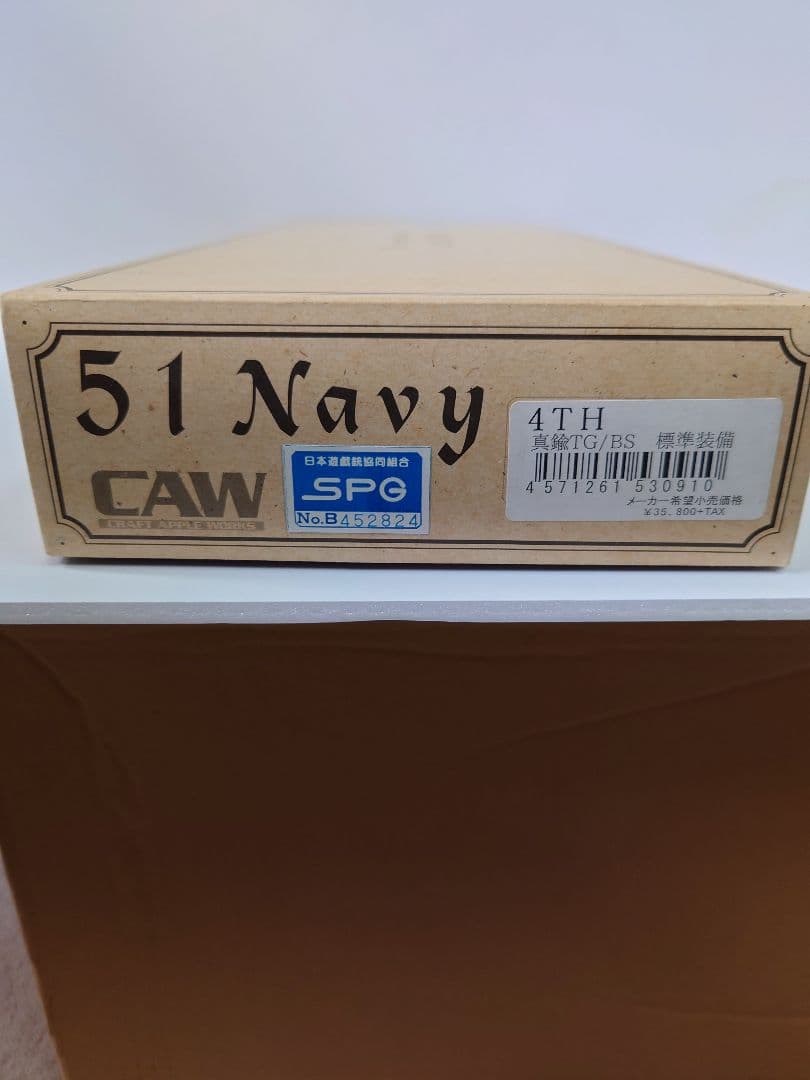 51 Navy
CAW
CRAFT APPLE WORKS
日本遊戯銃協同組合
SPG
No.B452824
4TH
真鍮TG/BS 標準装備
4 571261 530910
メーカー希望小売価格
¥35,800+TAX